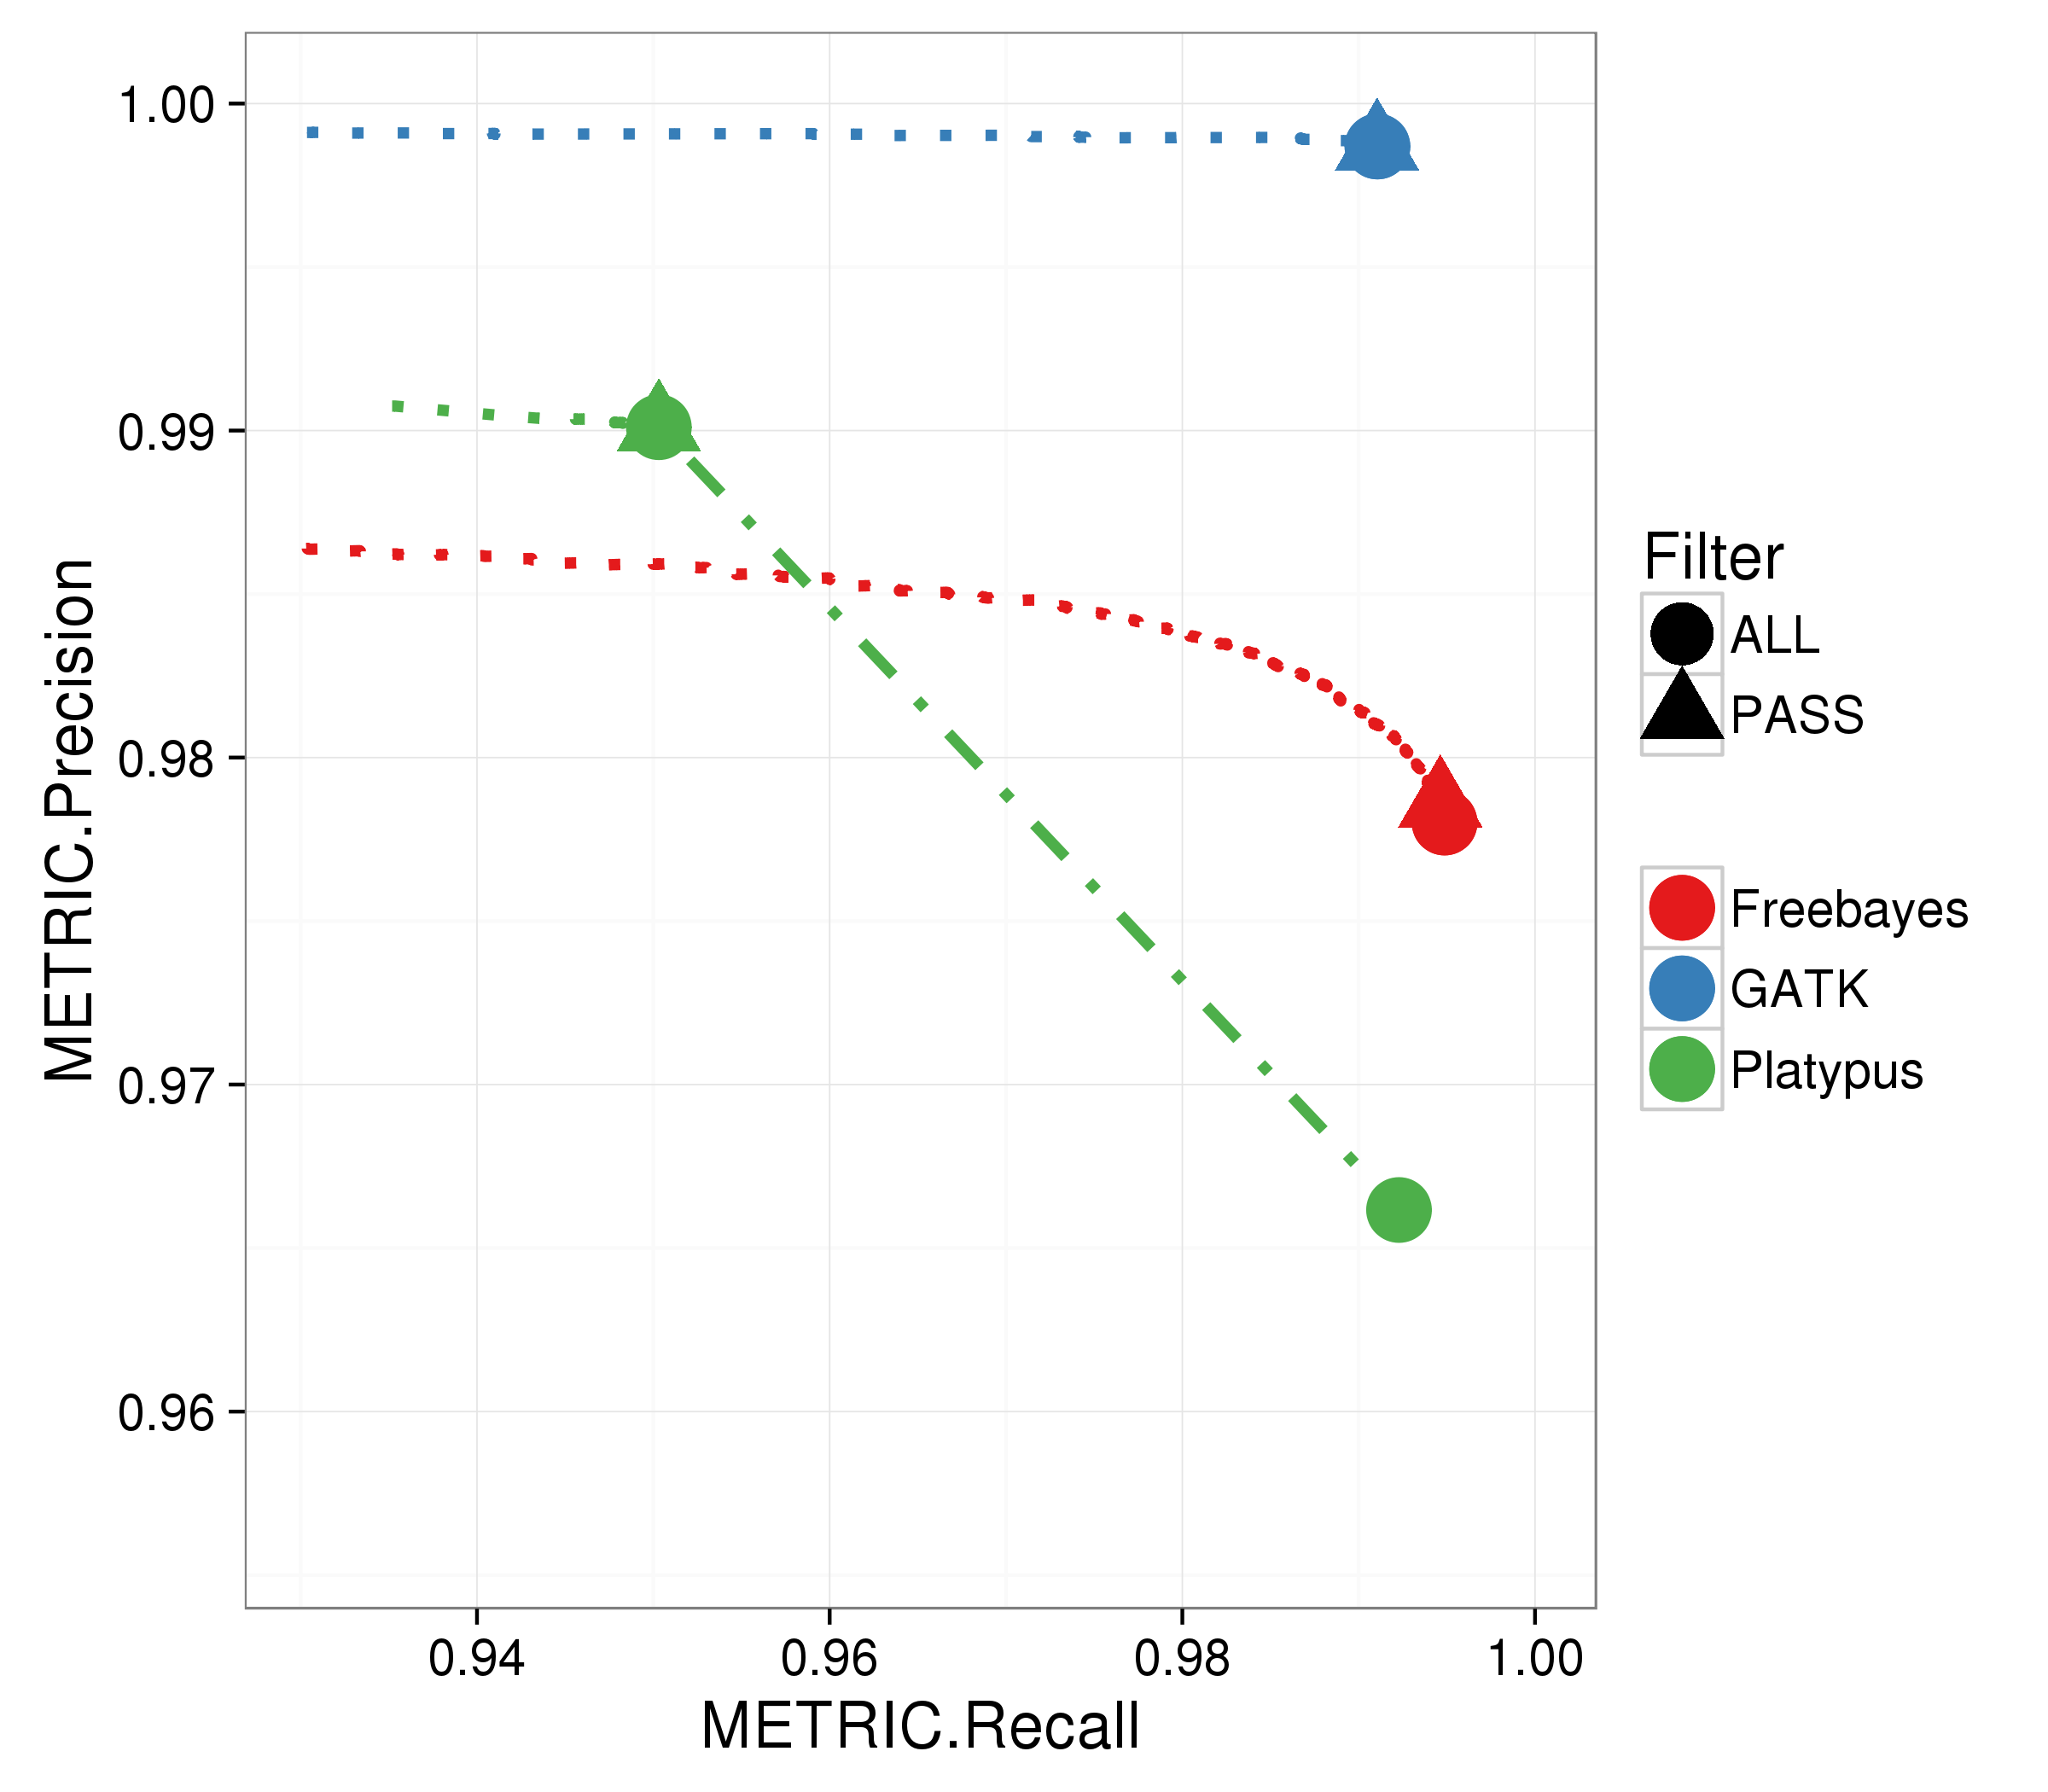 METRIC.Precision
1.00
0.99
0.98
0.97
0.96
0.94
0.96
0.98
1.00
METRIC.Recall
Filter
ALL
PASS
Freebayes
GATK
Platypus